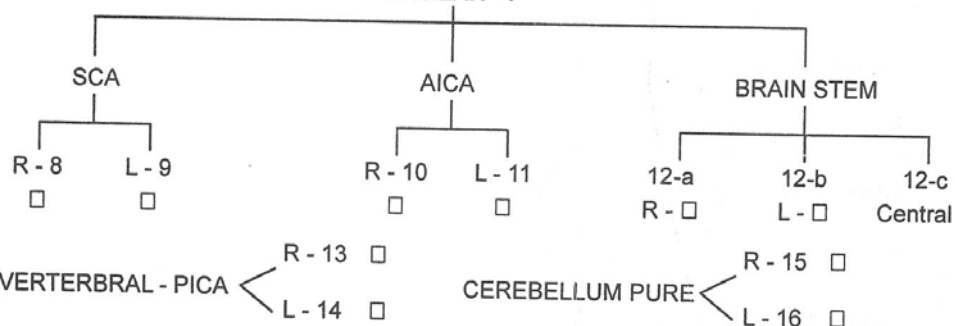 SCA AICA BRAIN STEM
R - 8 L - 9 R - 10 L - 11 12-a 12-b 12-c
☐ ☐ ☐ ☐ R - ☐ L - ☐ Central
R - 13 ☐ R - 15 ☐
VERTERBRAL - PICA CEREBELLUM PURE
L - 14 ☐ L - 16 ☐